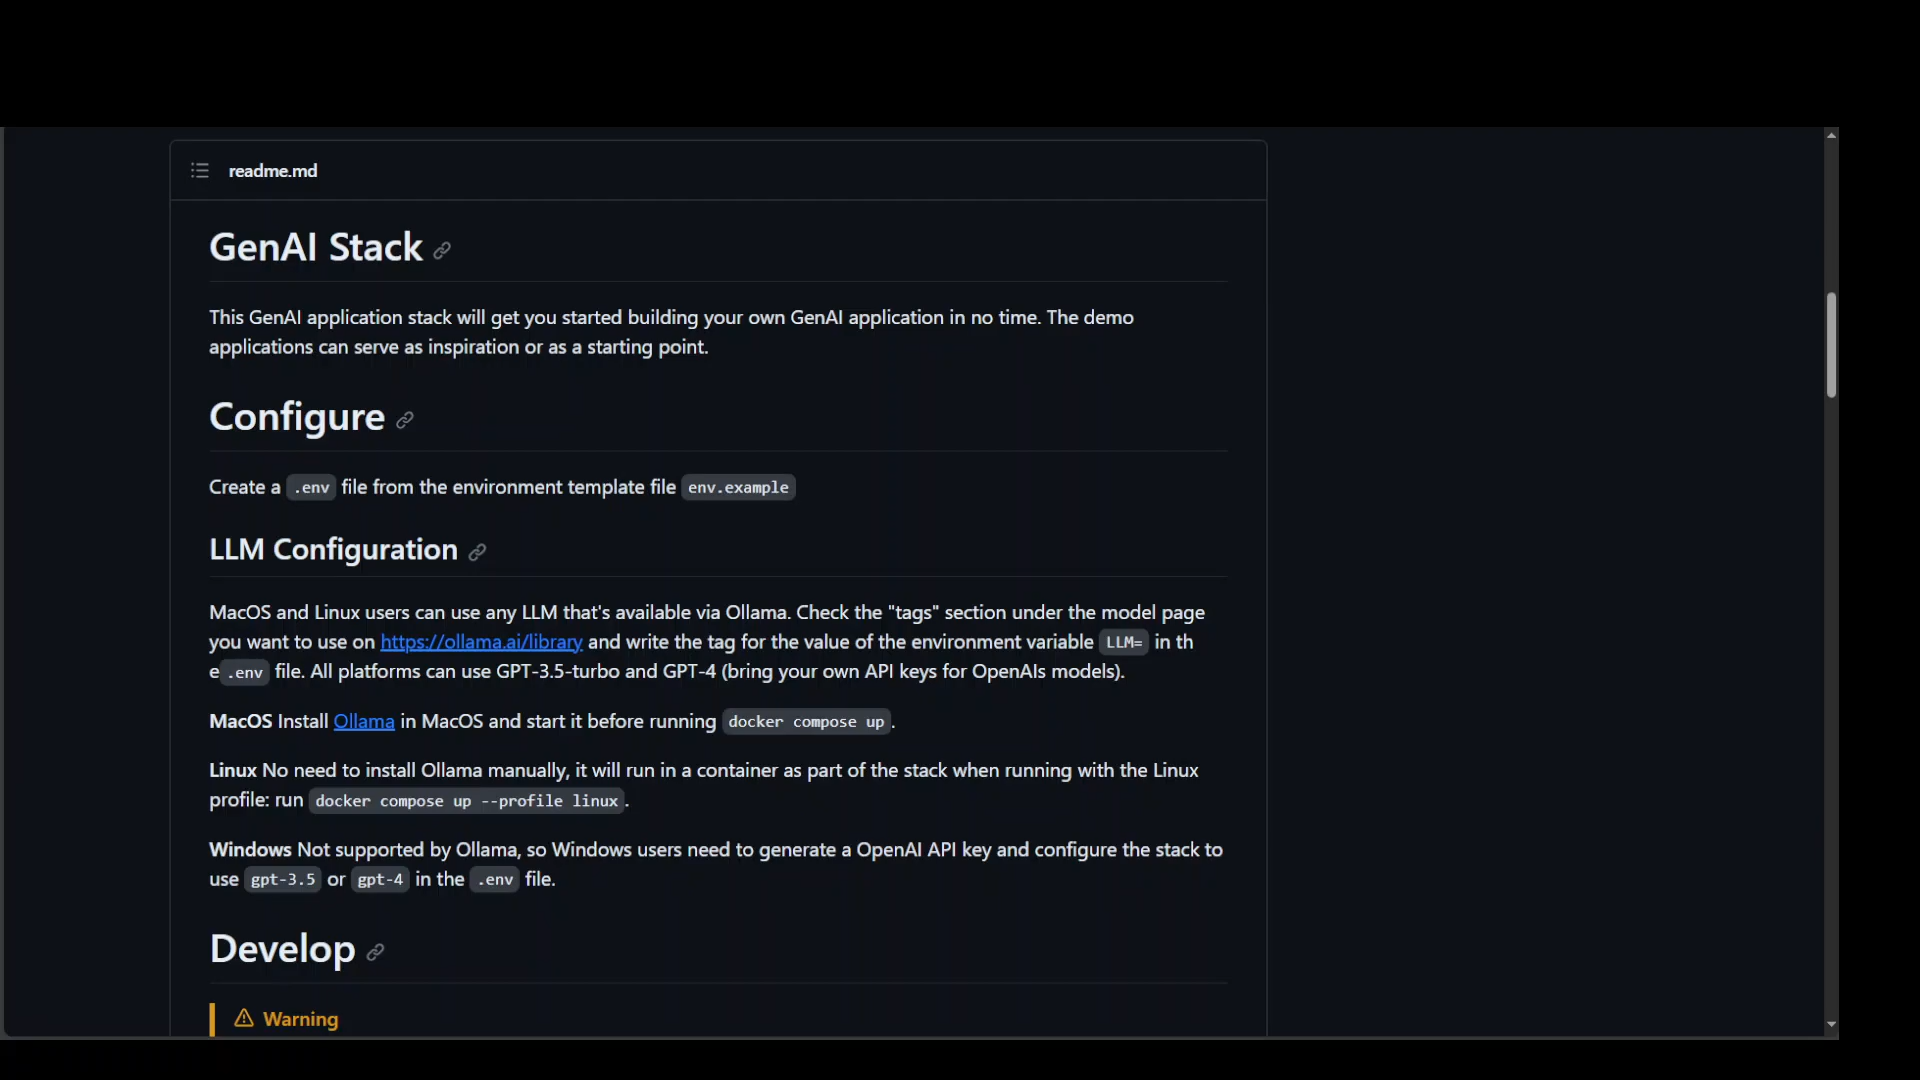 readme.md
GenAI Stack
This GenAI application stack will get you started building your own GenAI application in no time. The demo
applications can serve as inspiration or as a starting point.
Configure
Create a .env file from the environment template file env.example
LLM Configuration
MacOS and Linux users can use any LLM that's available via Ollama. Check the "tags" section under the model page
you want to use on https://ollama.ai/library and write the tag for the value of the environment variable LLM= in th
e .env file. All platforms can use GPT-3.5-turbo and GPT-4 (bring your own API keys for OpenAIs models).
MacOS Install Ollama in MacOS and start it before running docker compose up.
Linux No need to install Ollama manually, it will run in a container as part of the stack when running with the Linux
profile: run docker compose up --profile linux.
Windows Not supported by Ollama, so Windows users need to generate a OpenAI API key and configure the stack to
use gpt-3.5 or gpt-4 in the .env file.
Develop
Warning